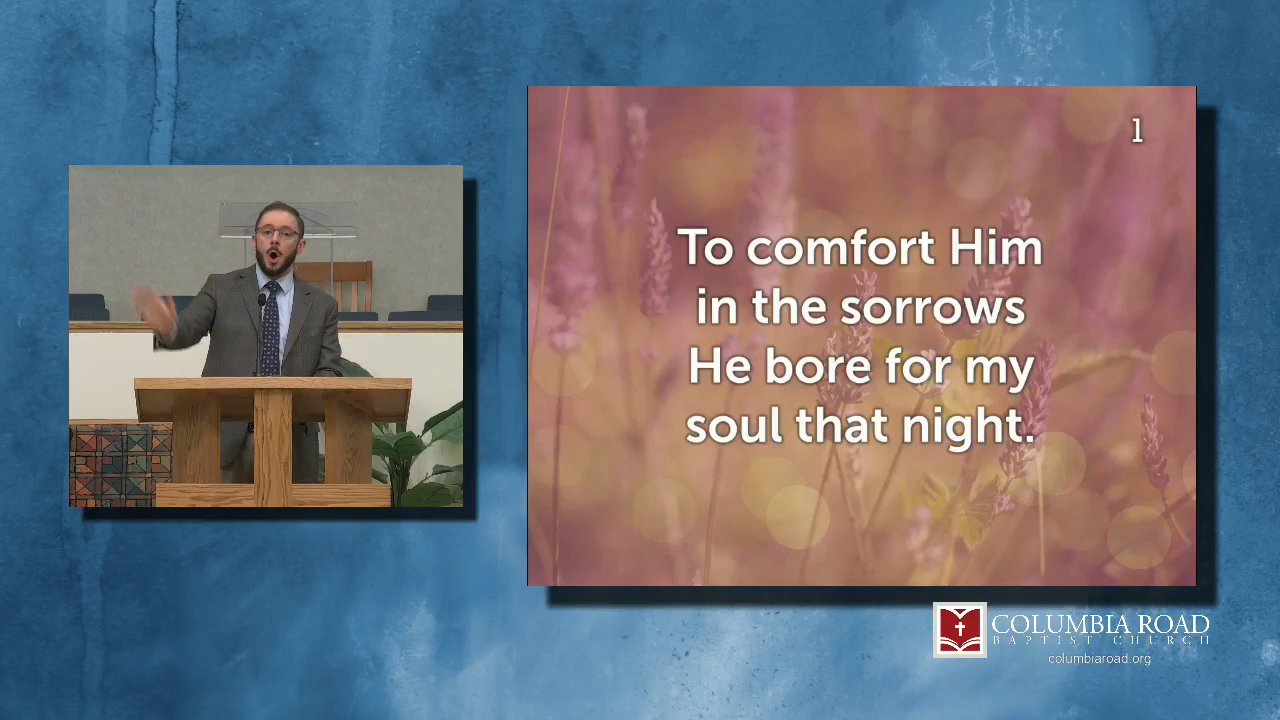 1
To comfort Him
in the sorrows
He bore for my
soul that night.
COLUMBIA ROAD
BAPTIST CHURCH
columbiaroad.org